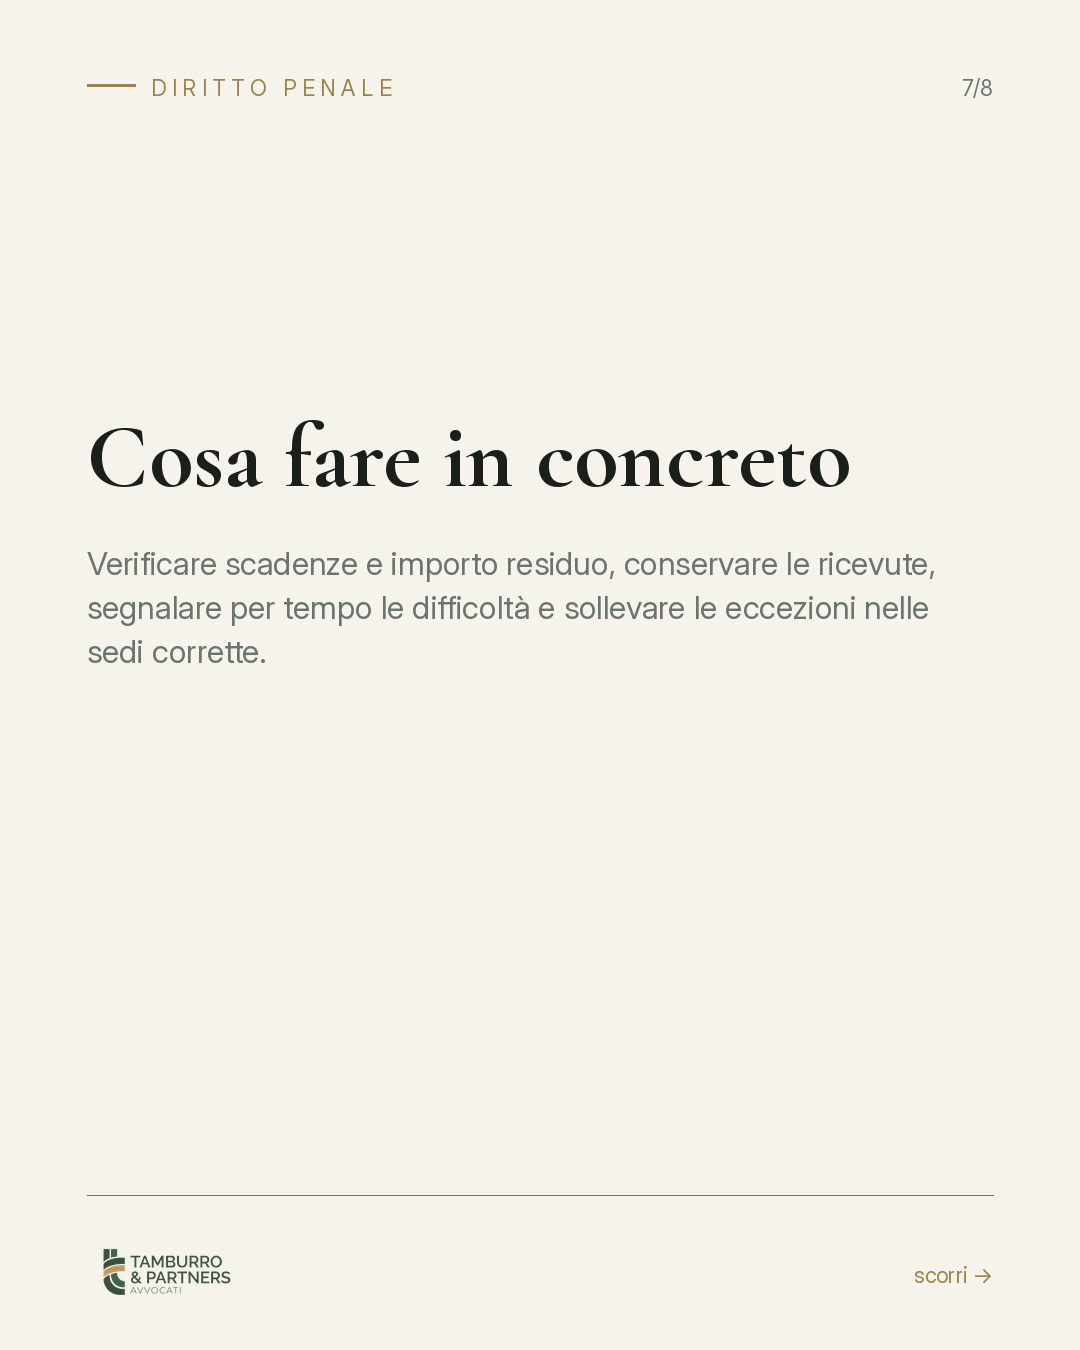 DIRITTO PENALE
7/8
Cosa fare in concreto
Verificare scadenze e importo residuo, conservare le ricevute,
segnalare per tempo le difficoltà e sollevare le eccezioni nelle
sedi corrette.
TAMBURRO
& PARTNERS
AVVOCATI
scorri →